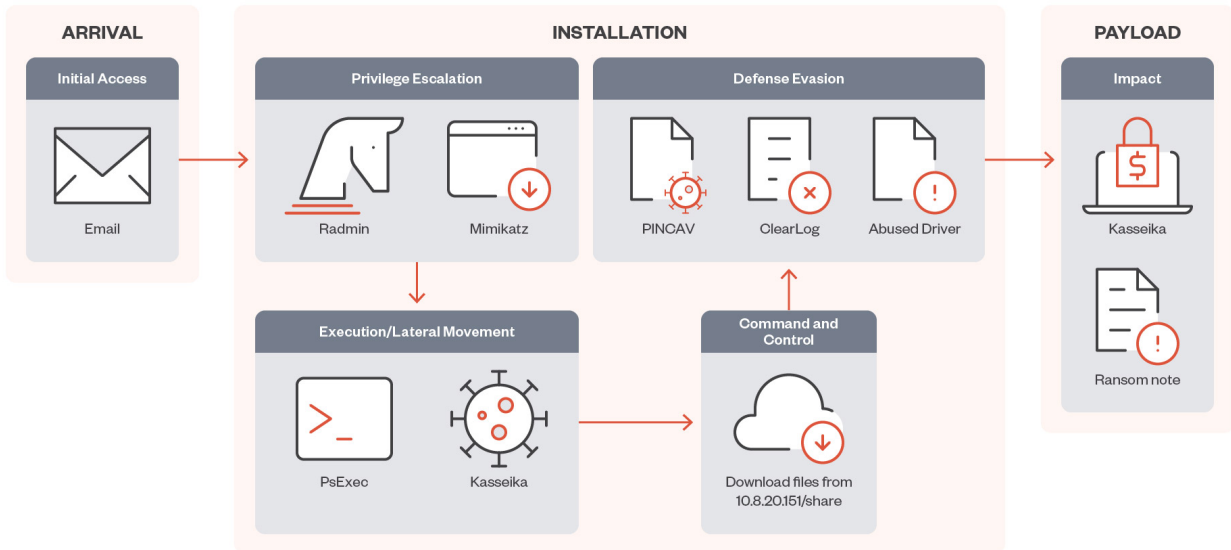 ARRIVAL
INSTALLATION
PAYLOAD
Initial Access
Email
Privilege Escalation
Radmin
Mimikatz
Defense Evasion
PINCAV
ClearLog
Abused Driver
Execution/Lateral Movement
PsExec
Kasseika
Command and
Control
Download files from
10.8.20.151/share
Impact
$
Kasseika
Ransom note